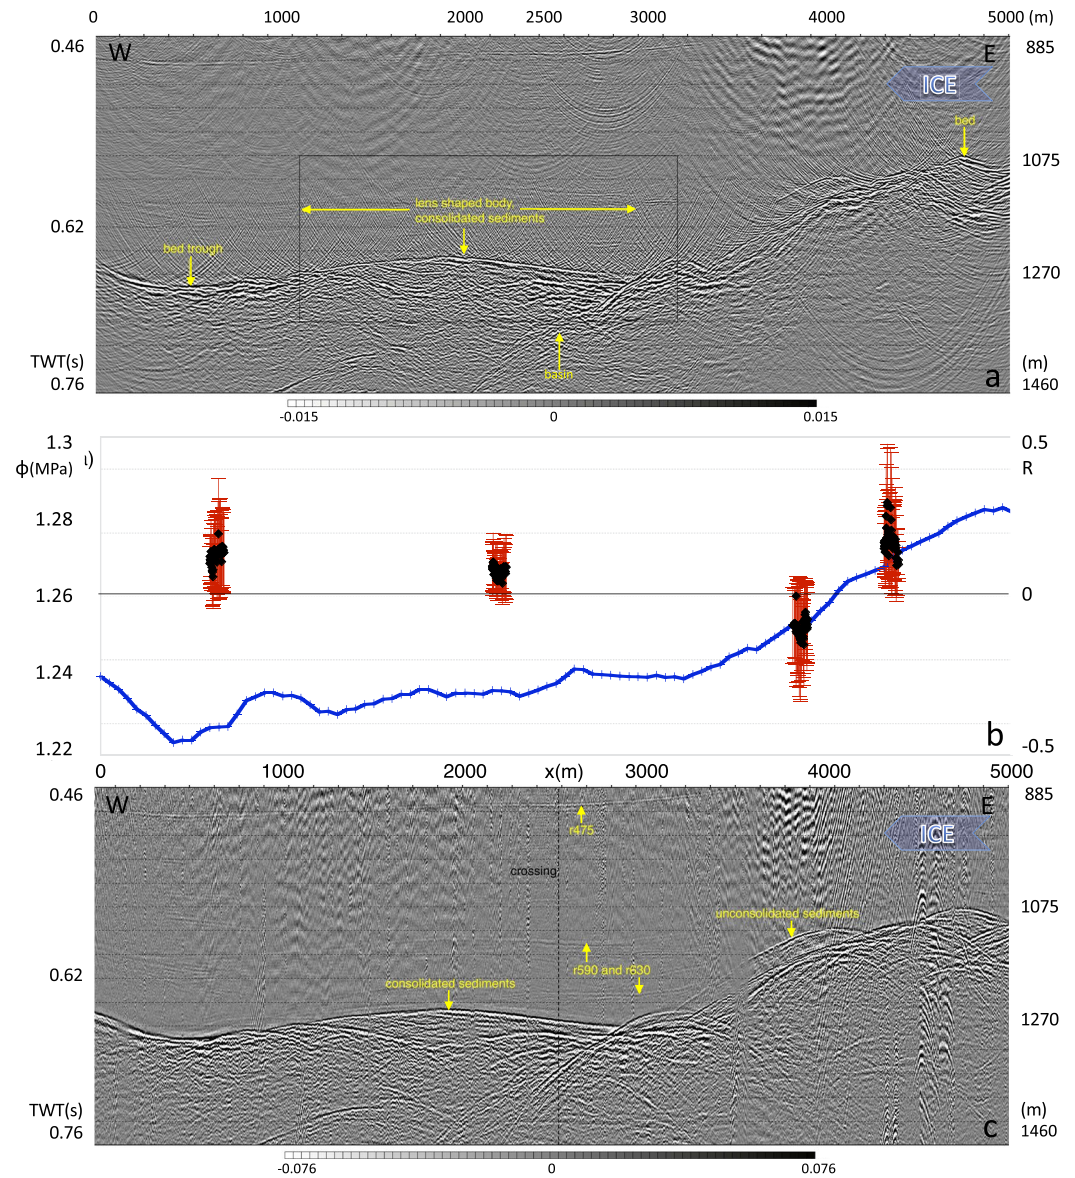 0 1000 2000 2500 3000 4000 5000 (m)
0.46 W E 885
ICE
bed
1075
lens shaped body,
consolidated sediments
0.62
bed trough
1270
TWT(s) (m)
basin
0.76 a 1460
-0.015 0 0.015
1.3 0.5
ϕ(MPa) R
1.28
1.26 0
1.24
1.22 b -0.5
0 1000 2000 x(m) 3000 4000 5000
0.46 W E 885
r475
ICE
crossing
1075
unconsolidated sediments
0.62 r590 and r630
consolidated sediments
1270
TWT(s) (m)
0.76 c 1460
-0.076 0 0.076